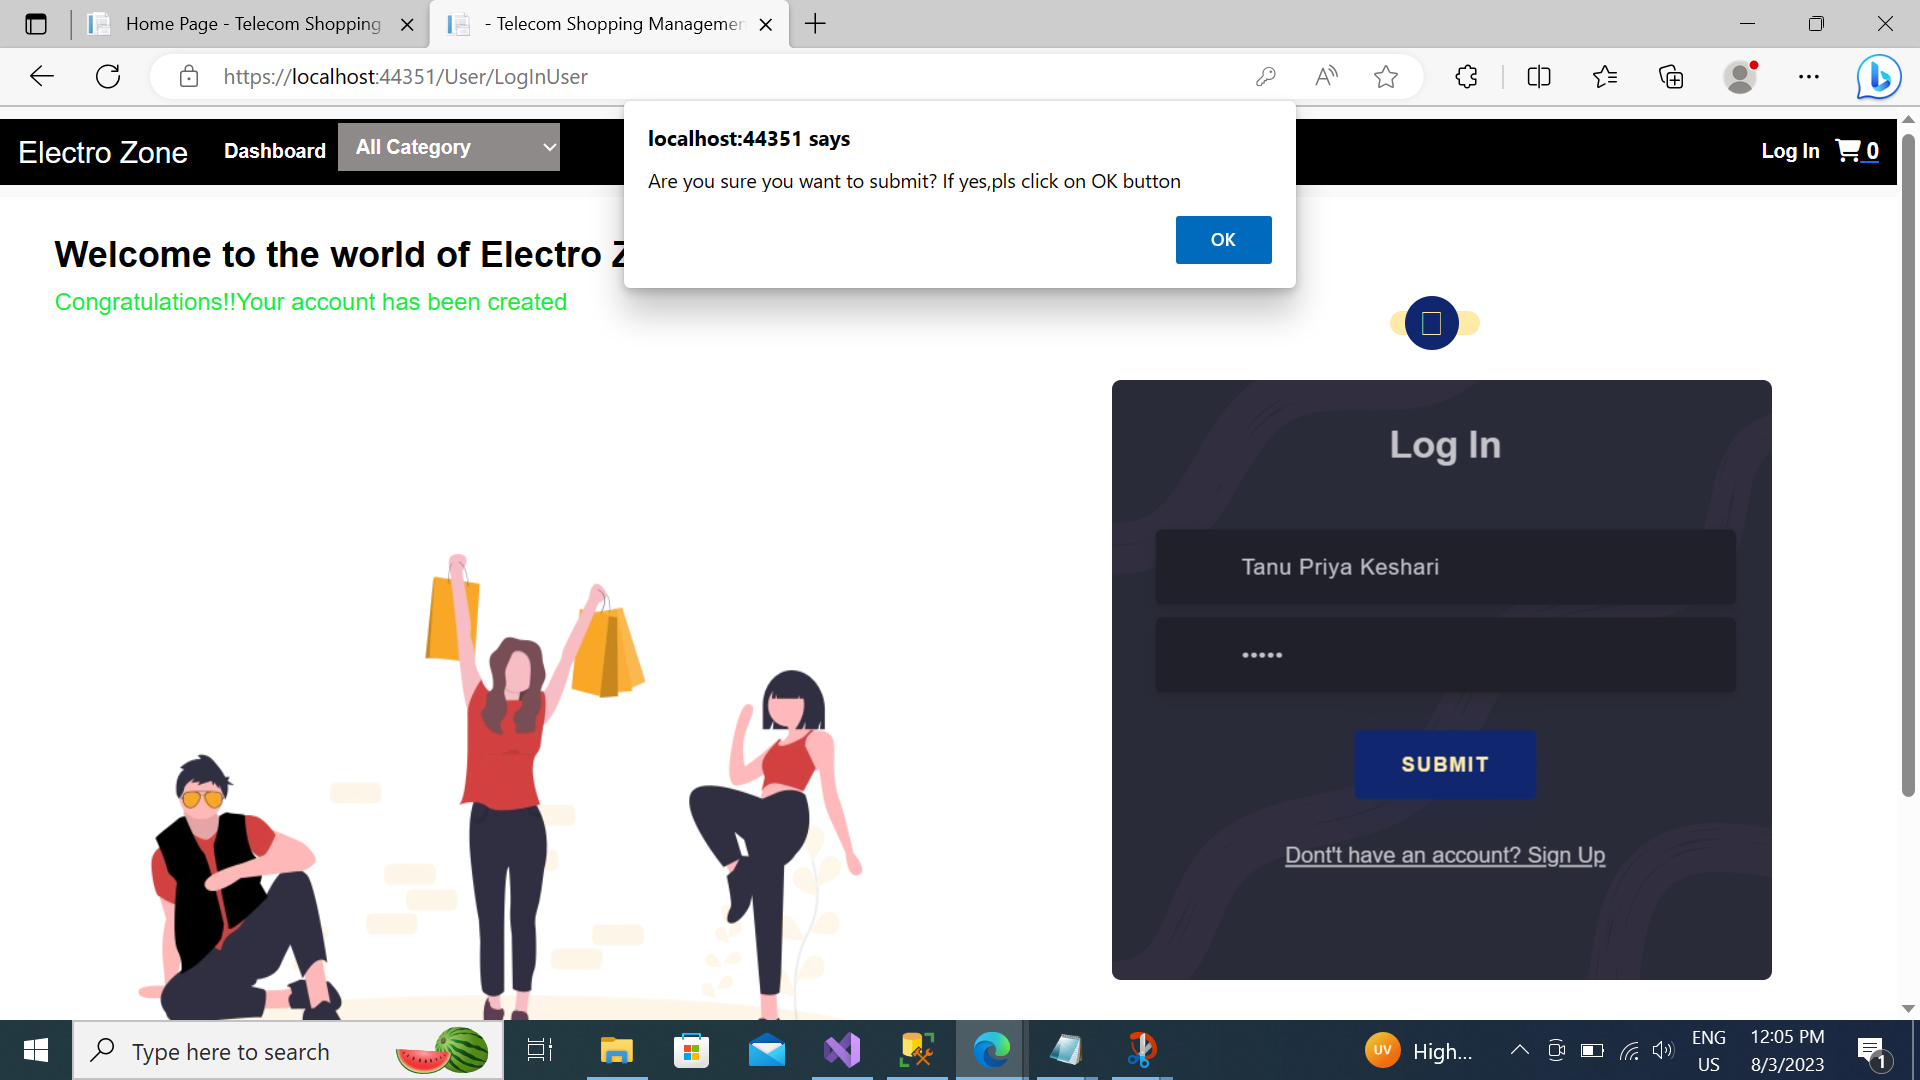 Home Page - Telecom Shopping
- Telecom Shopping Managemen
https://localhost:44351/User/LogInUser
localhost:44351 says
Are you sure you want to submit? If yes,pls click on OK button
OK
Electro Zone
Dashboard
All Category
Log In
0
Welcome to the world of Electro Z
Congratulations!!Your account has been created
Log In
Tanu Priya Keshari
•••••
SUBMIT
Dont't have an account? Sign Up
Type here to search
UV
High...
ENG
US
12:05 PM
8/3/2023
1